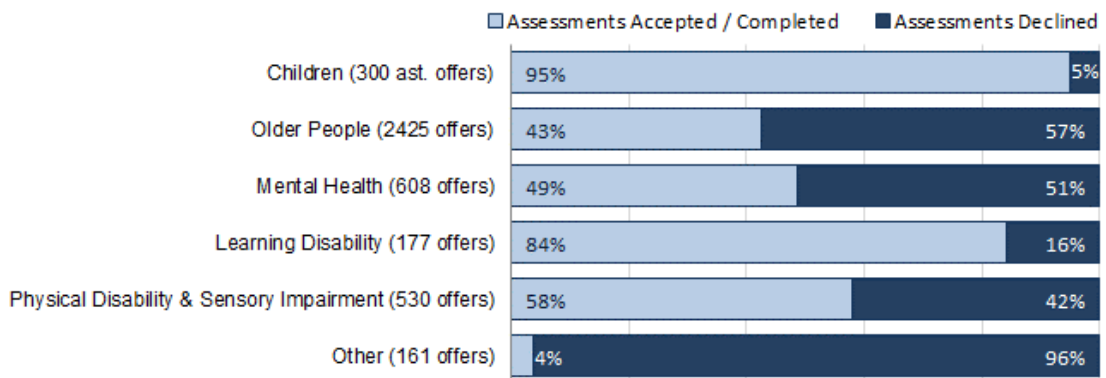 Assessments Accepted / Completed Assessments Declined
Children (300 ast. offers) 95% 5%
Older People (2425 offers) 43% 57%
Mental Health (608 offers) 49% 51%
Learning Disability (177 offers) 84% 16%
Physical Disability & Sensory Impairment (530 offers) 58% 42%
Other (161 offers) 4% 96%